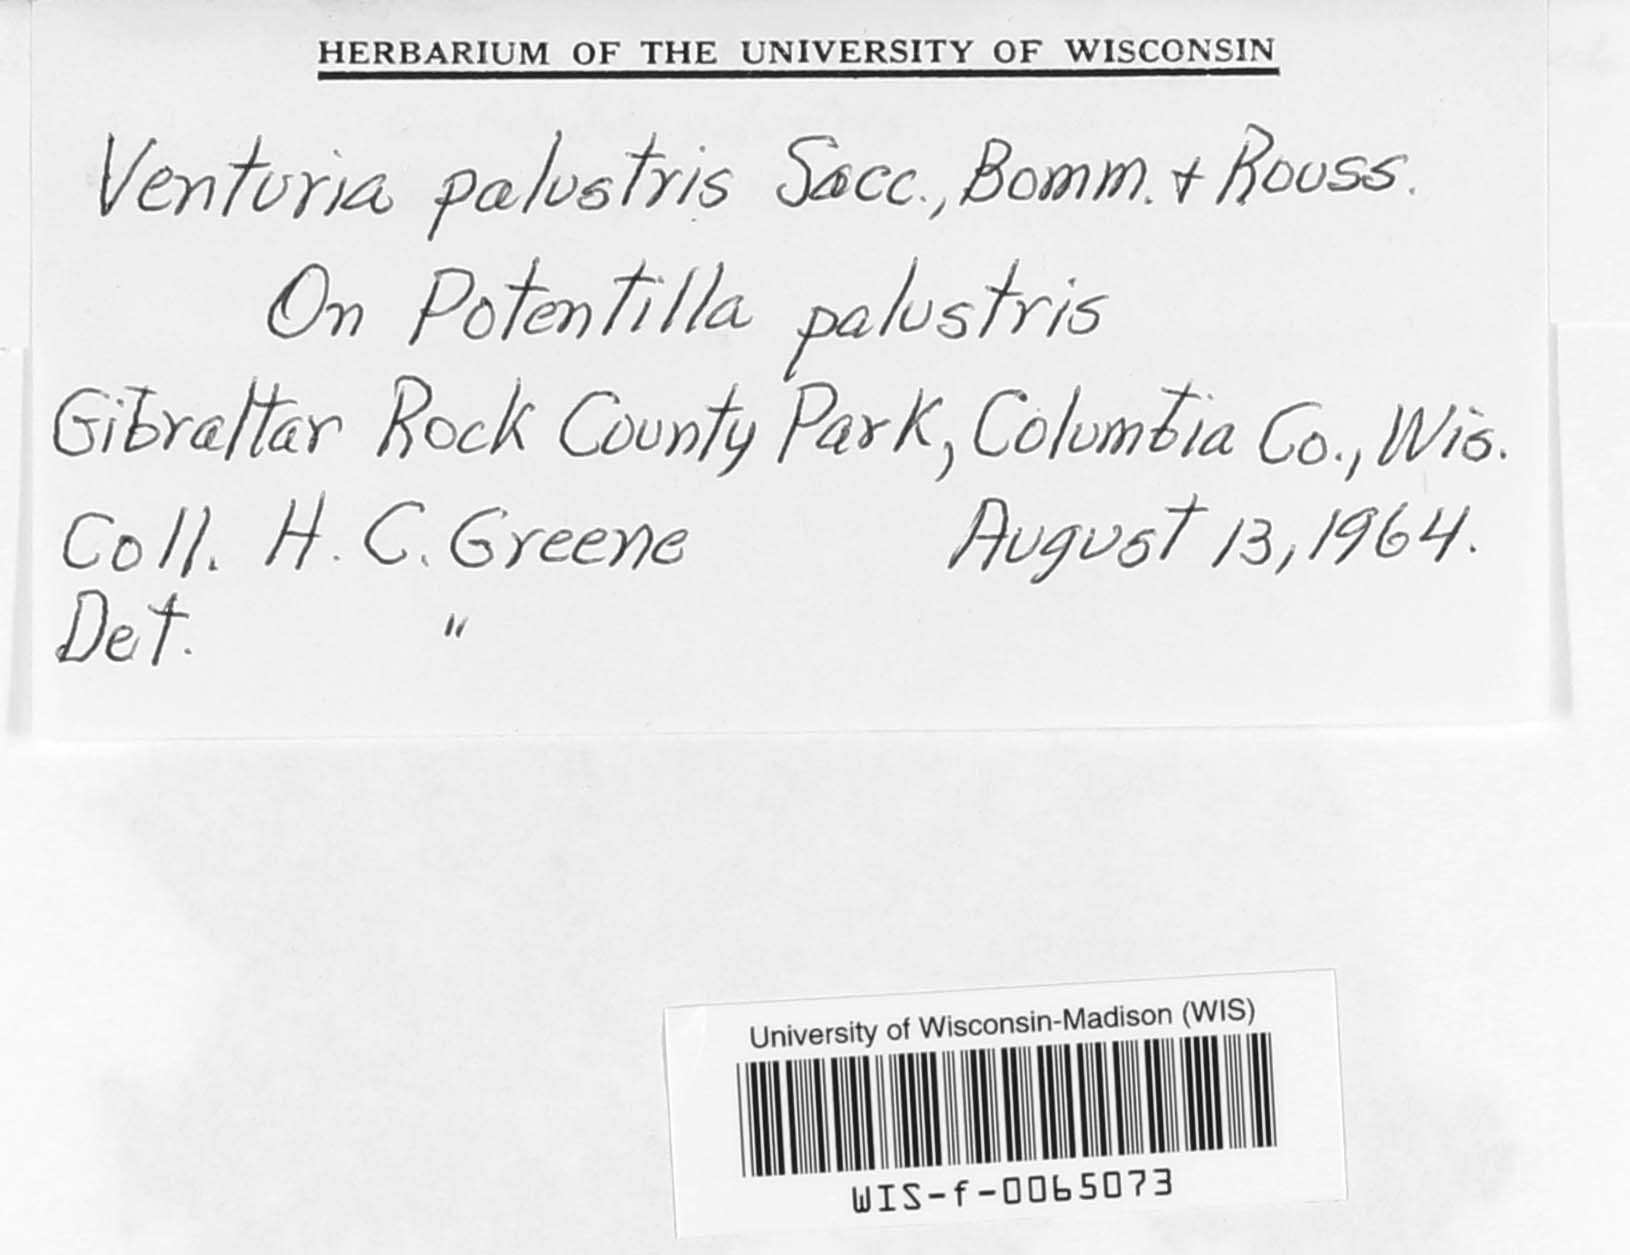 HERBARIUM OF THE UNIVERSITY OF WISCONSIN
Venturia palustris Sacc., Bomm. + Rouss.
On Potentilla palustris
Gibraltar Rock County Park, Columbia Co., Wis.
Coll. H. C. Greene August 13, 1964.
Det. "
University of Wisconsin-Madison (WIS)
WIS-f-0065073